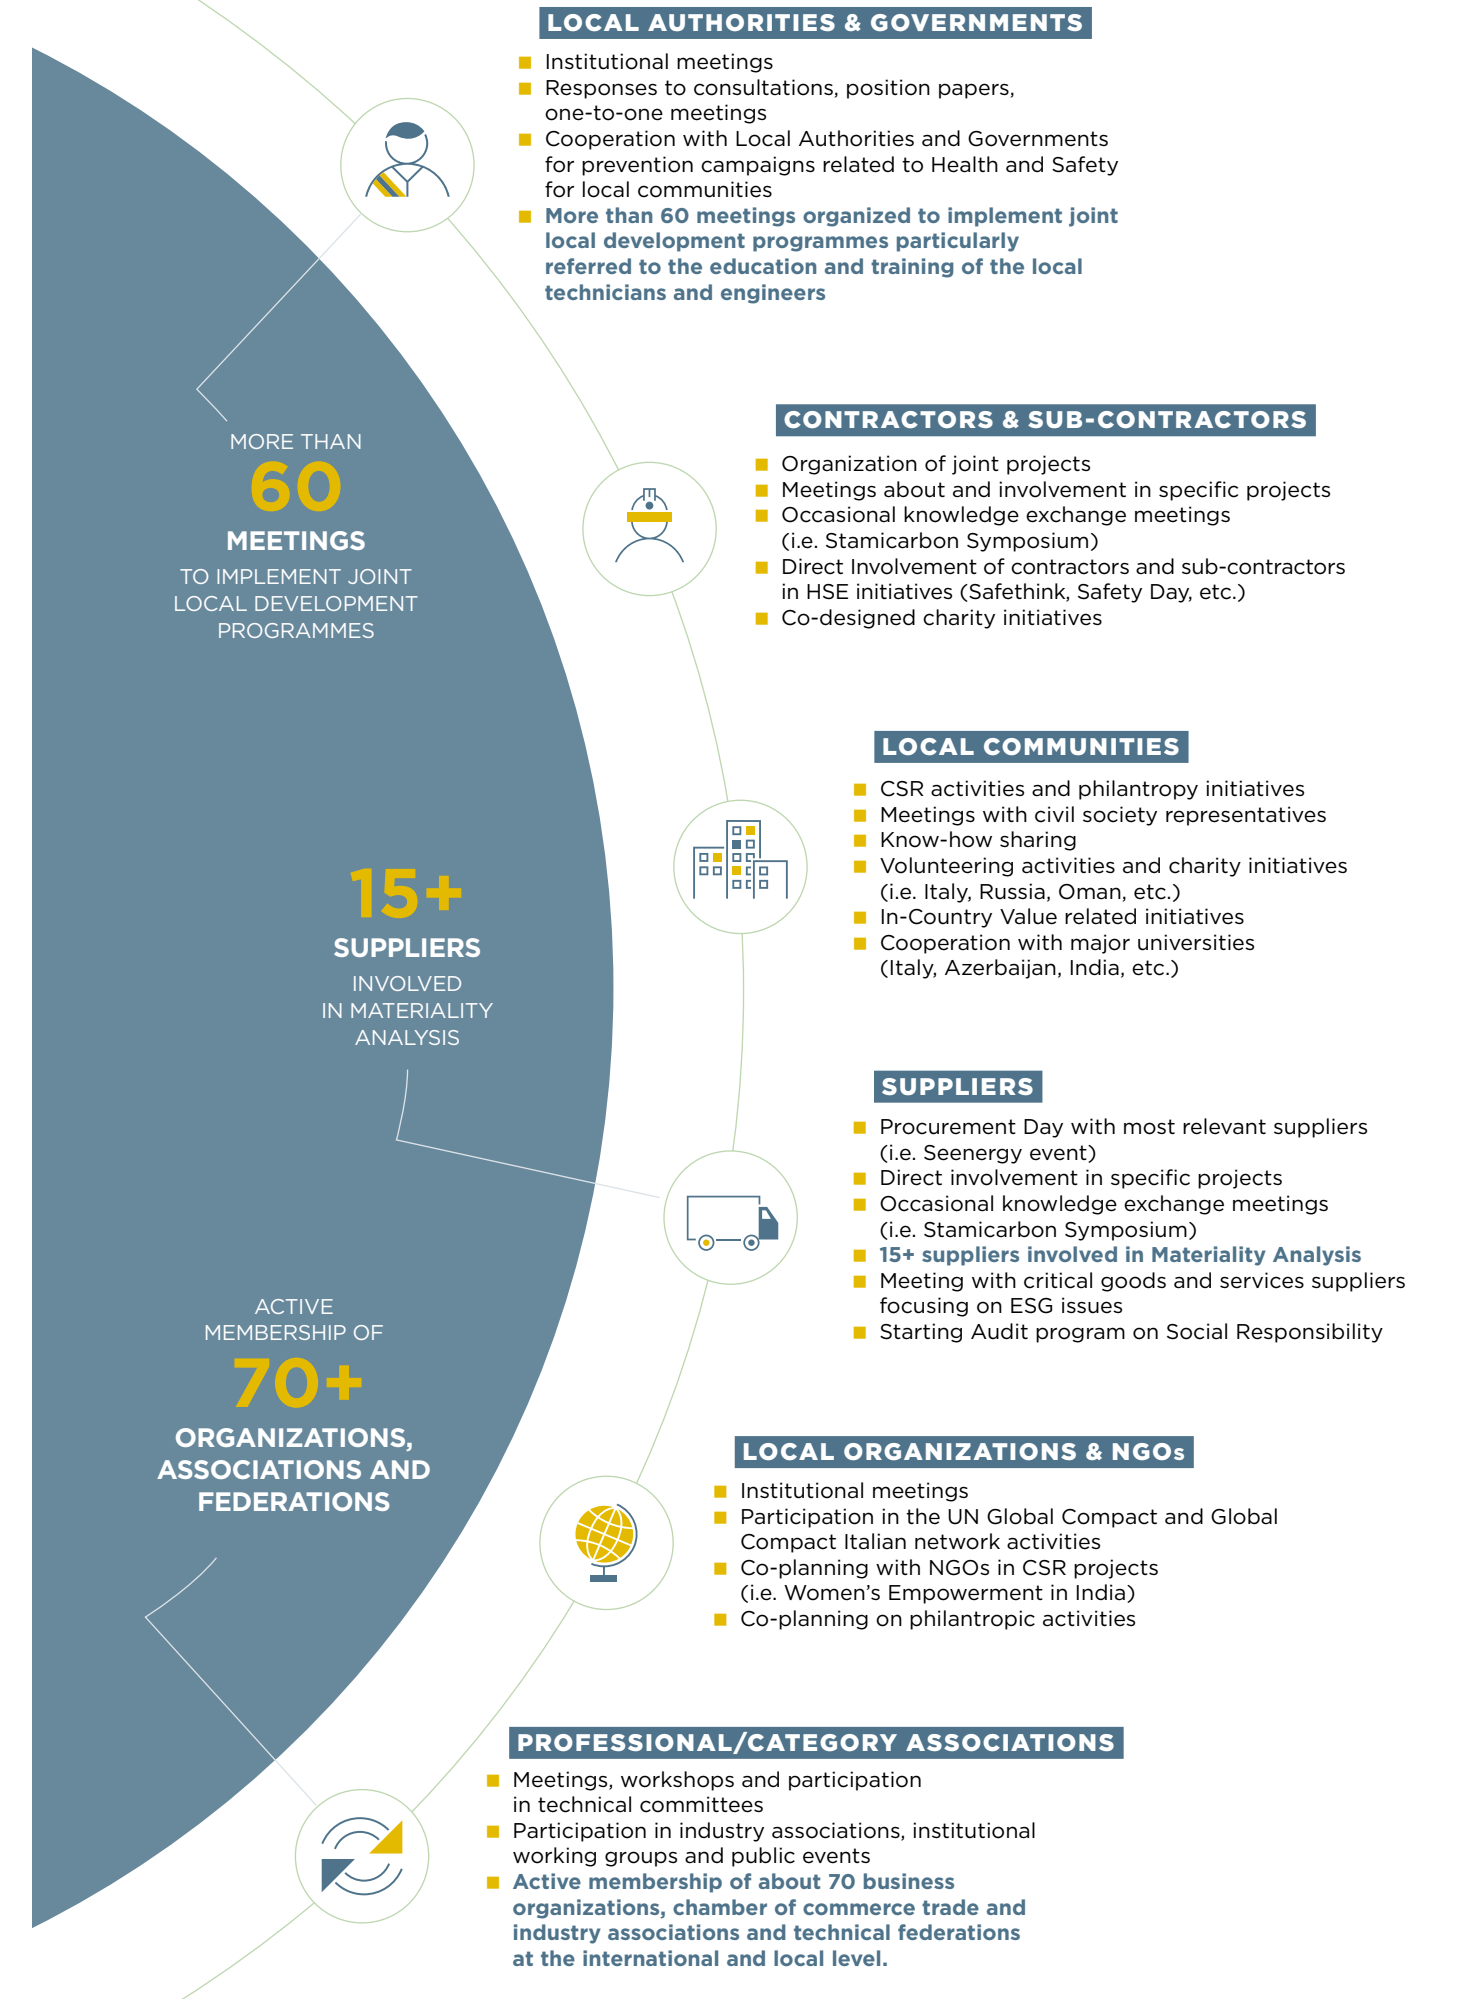 LOCAL AUTHORITIES & GOVERNMENTS
Institutional meetings
Responses to consultations, position papers,
one-to-one meetings
Cooperation with Local Authorities and Governments
for prevention campaigns related to Health and Safety
for local communities
More than 60 meetings organized to implement joint
local development programmes particularly
referred to the education and training of the local
technicians and engineers
MORE THAN
60
MEETINGS
TO IMPLEMENT JOINT
LOCAL DEVELOPMENT
PROGRAMMES
CONTRACTORS & SUB-CONTRACTORS
Organization of joint projects
Meetings about and involvement in specific projects
Occasional knowledge exchange meetings
(i.e. Stamicarbon Symposium)
Direct Involvement of contractors and sub-contractors
in HSE initiatives (Safethink, Safety Day, etc.)
Co-designed charity initiatives
LOCAL COMMUNITIES
CSR activities and philantropy initiatives
Meetings with civil society representatives
Know-how sharing
Volunteering activities and charity initiatives
(i.e. Italy, Russia, Oman, etc.)
In-Country Value related initiatives
Cooperation with major universities
(Italy, Azerbaijan, India, etc.)
15+
SUPPLIERS
INVOLVED
IN MATERIALITY
ANALYSIS
SUPPLIERS
Procurement Day with most relevant suppliers
(i.e. Seenergy event)
Direct involvement in specific projects
Occasional knowledge exchange meetings
(i.e. Stamicarbon Symposium)
15+ suppliers involved in Materiality Analysis
Meeting with critical goods and services suppliers
focusing on ESG issues
Starting Audit program on Social Responsibility
ACTIVE
MEMBERSHIP OF
70+
ORGANIZATIONS,
ASSOCIATIONS AND
FEDERATIONS
LOCAL ORGANIZATIONS & NGOs
Institutional meetings
Participation in the UN Global Compact and Global
Compact Italian network activities
Co-planning with NGOs in CSR projects
(i.e. Women’s Empowerment in India)
Co-planning on philantropic activities
PROFESSIONAL/CATEGORY ASSOCIATIONS
Meetings, workshops and participation
in technical committees
Participation in industry associations, institutional
working groups and public events
Active membership of about 70 business
organizations, chamber of commerce trade and
industry associations and technical federations
at the international and local level.